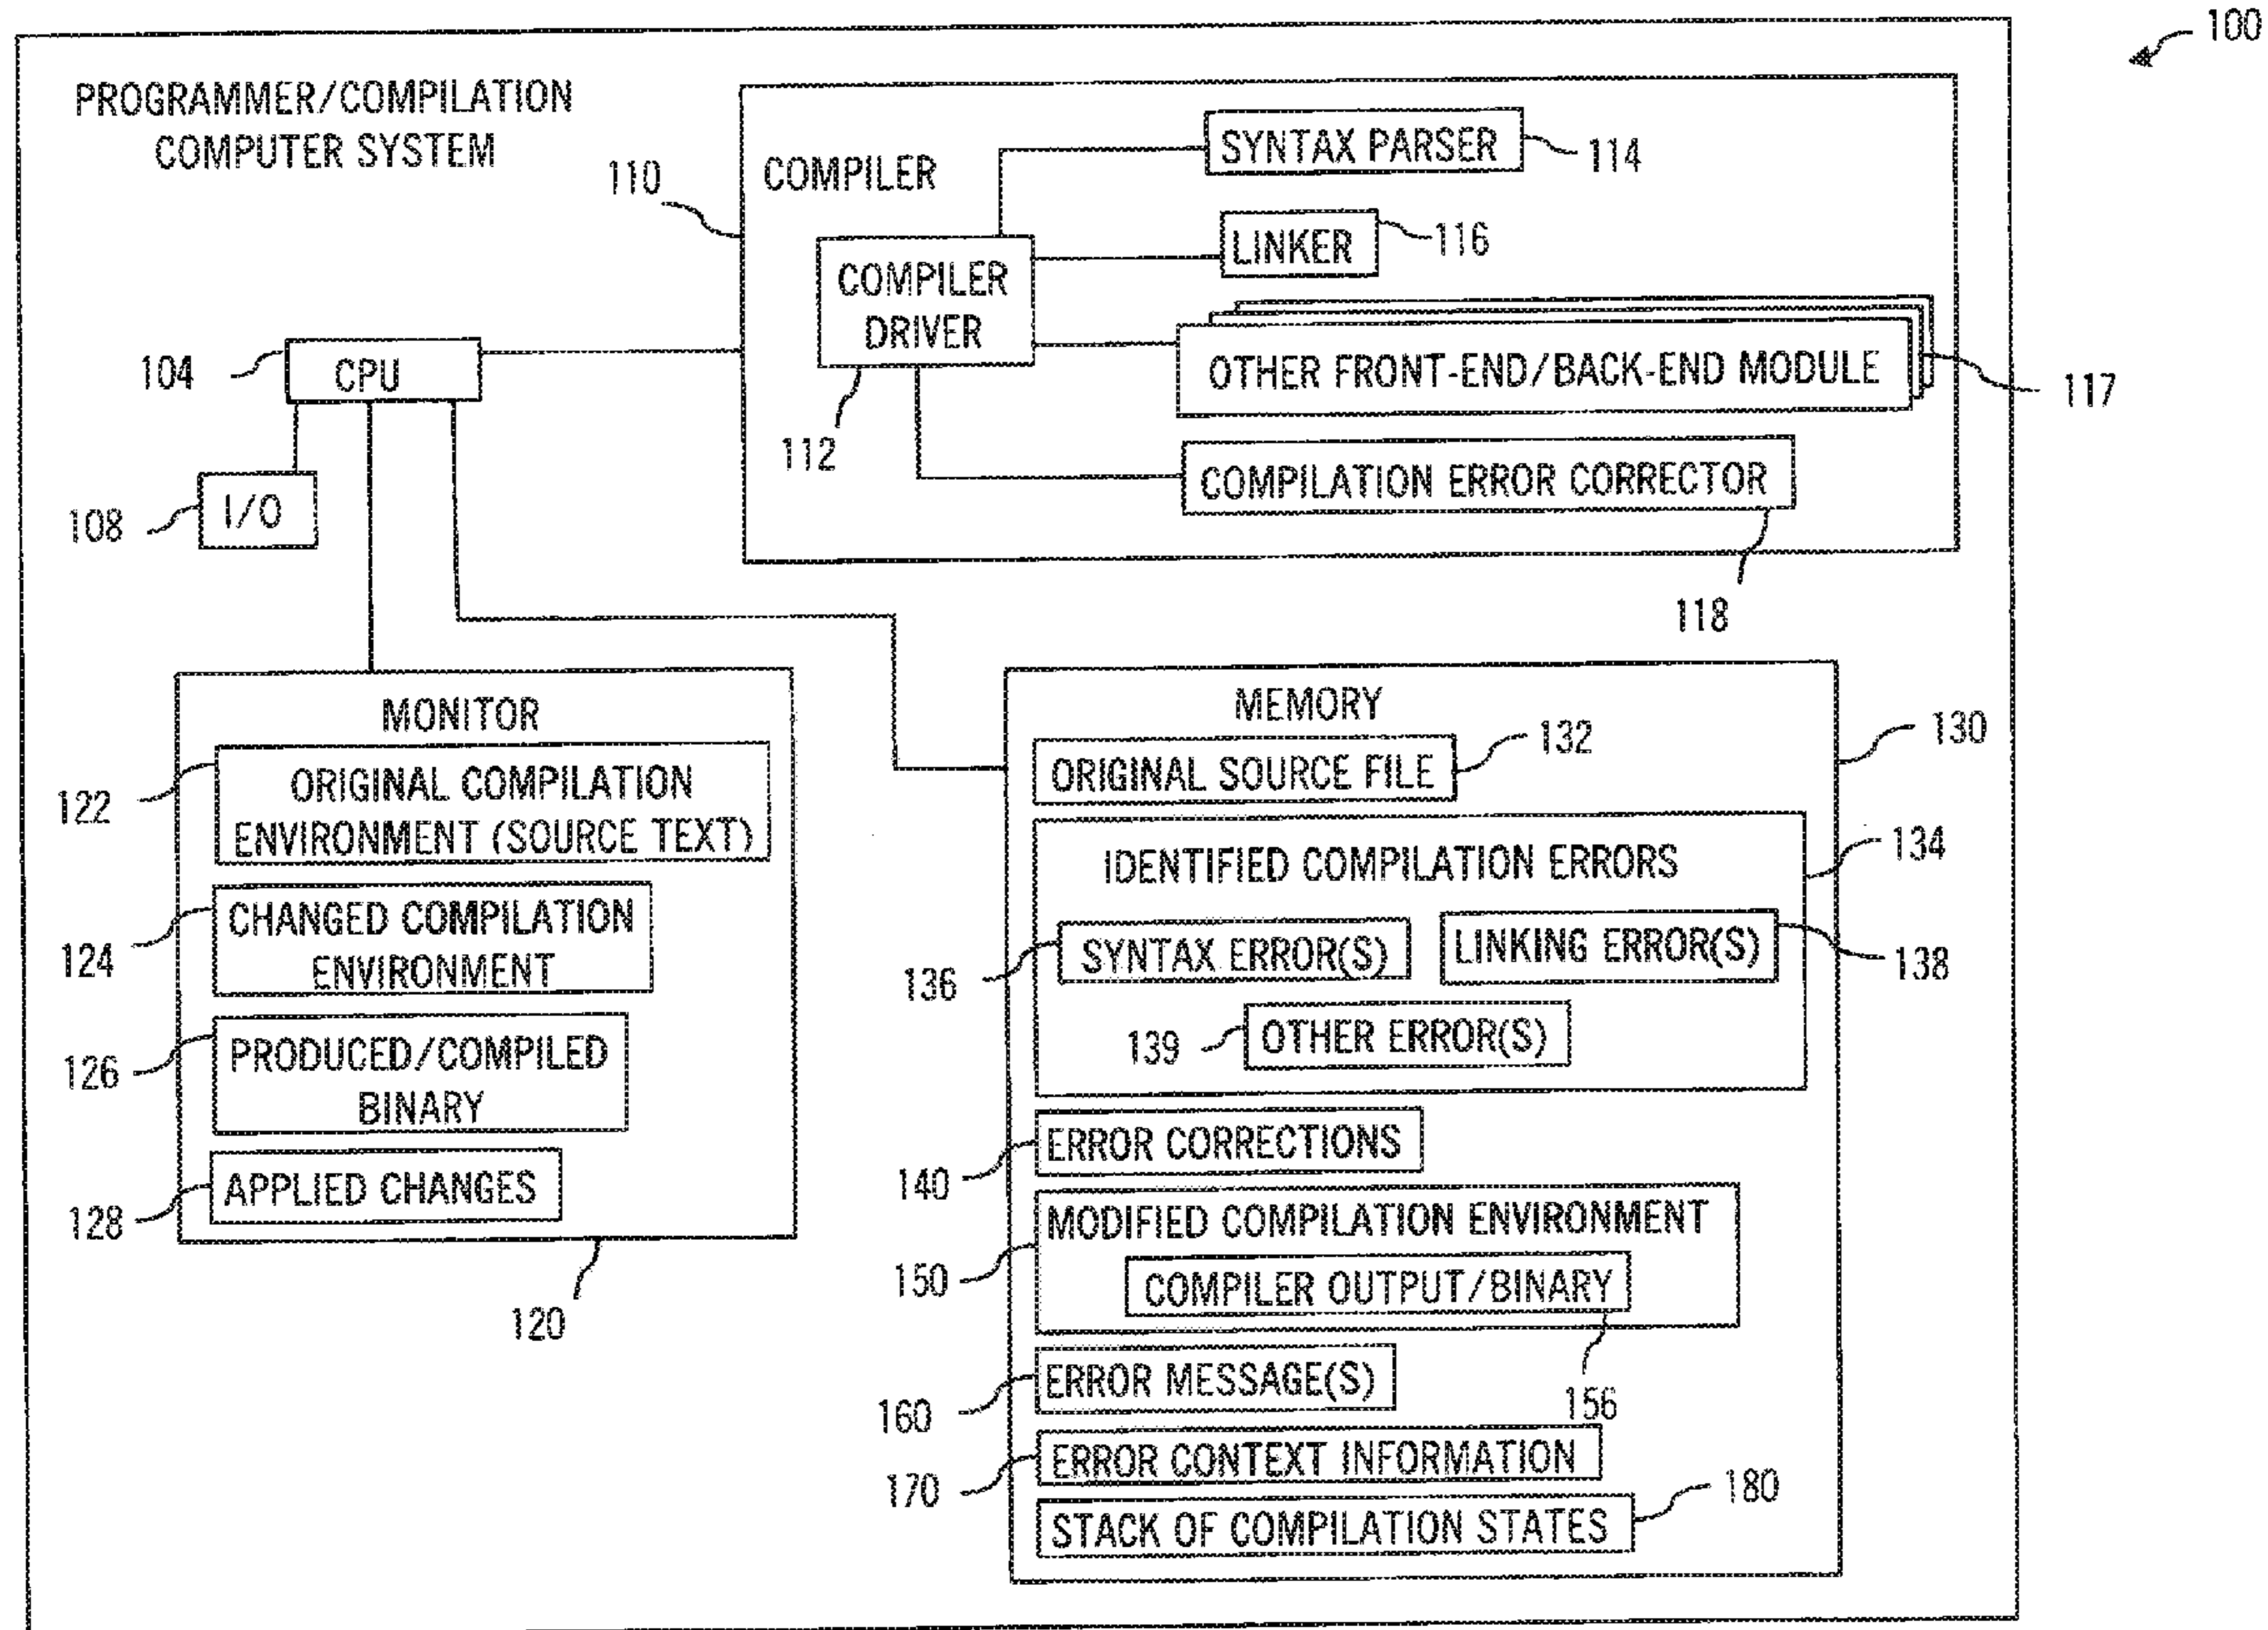 100
PROGRAMMER/COMPILATION
COMPUTER SYSTEM
110
COMPILER
SYNTAX PARSER
114
LINKER
116
COMPILER
DRIVER
112
OTHER FRONT-END/BACK-END MODULE
117
COMPILATION ERROR CORRECTOR
118
104
CPU
108
I/O
MONITOR
122
ORIGINAL COMPILATION
ENVIRONMENT (SOURCE TEXT)
124
CHANGED COMPILATION
ENVIRONMENT
126
PRODUCED/COMPILED
BINARY
128
APPLIED CHANGES
120
MEMORY
130
ORIGINAL SOURCE FILE
132
134
IDENTIFIED COMPILATION ERRORS
136
SYNTAX ERROR(S)
LINKING ERROR(S)
138
139
OTHER ERROR(S)
140
ERROR CORRECTIONS
150
MODIFIED COMPILATION ENVIRONMENT
COMPILER OUTPUT/BINARY
156
160
ERROR MESSAGE(S)
170
ERROR CONTEXT INFORMATION
180
STACK OF COMPILATION STATES